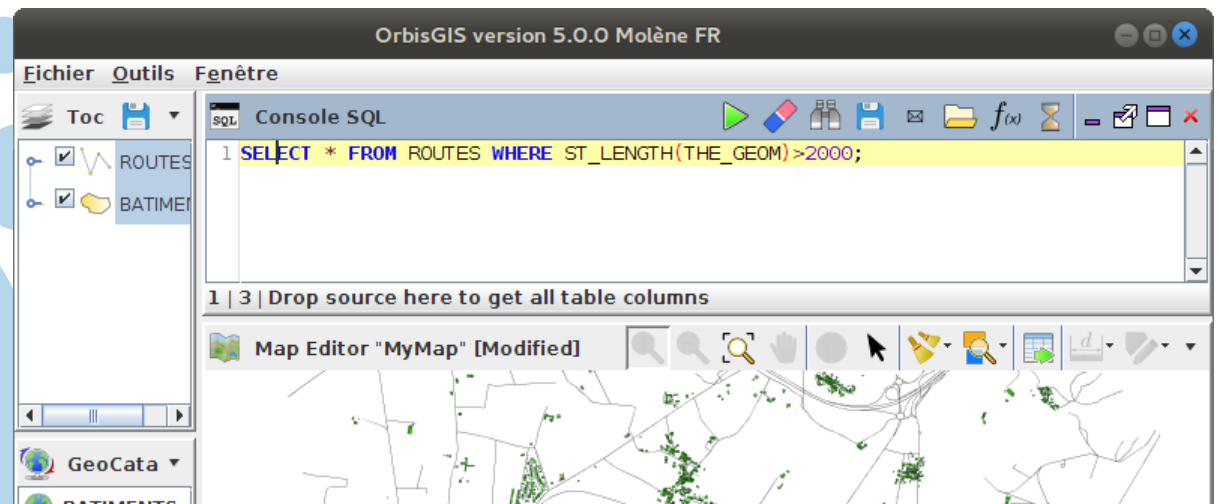 OrbisGIS version 5.0.0 Molène FR
Fichier Outils Fenêtre
Toc
SQL Console SQL f(x)
ROUTES
1 SELECT * FROM ROUTES WHERE ST_LENGTH(THE_GEOM)>2000;
BATIMEN
1 | 3 | Drop source here to get all table columns
Map Editor "MyMap" [Modified] d
GeoCata
BATIMENTS